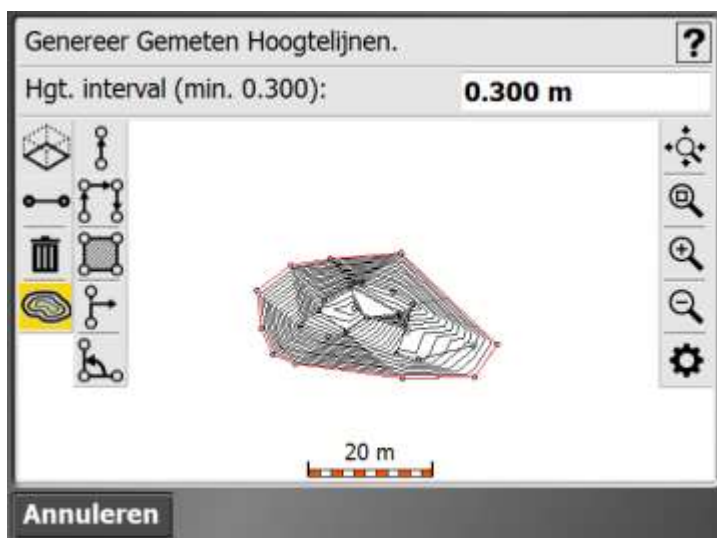 Genereer Gemeten Hoogtelijnen.
?
Hgt. interval (min. 0.300): 0.300 m
20 m
Annuleren